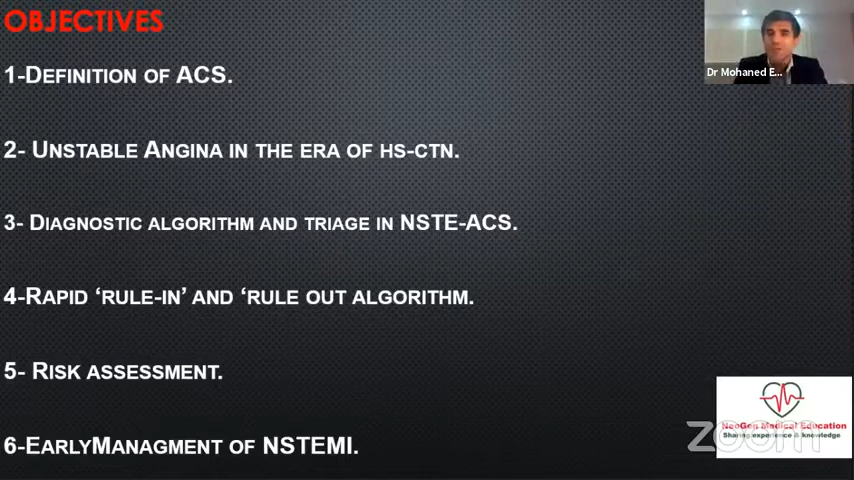 OBJECTIVES
Dr Mohaned E...
1-DEFINITION OF ACS.
2- UNSTABLE ANGINA IN THE ERA OF HS-CTN.
3- DIAGNOSTIC ALGORITHM AND TRIAGE IN NSTE-ACS.
4-RAPID ‘RULE-IN’ AND ‘RULE OUT ALGORITHM.
5- RISK ASSESSMENT.
6-EARLYMANAGMENT OF NSTEMI.
NeoGen Medical Education
Sharing experience & knowledge
zoom